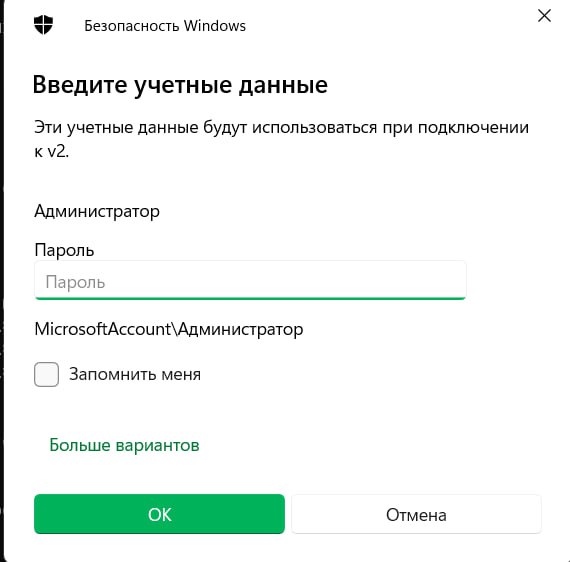 Безопасность Windows
Введите учетные данные
Эти учетные данные будут использоваться при подключении
к v2.
Администратор
Пароль
Пароль
MicrosoftAccount\Администратор
Запомнить меня
Больше вариантов
ОК
Отмена